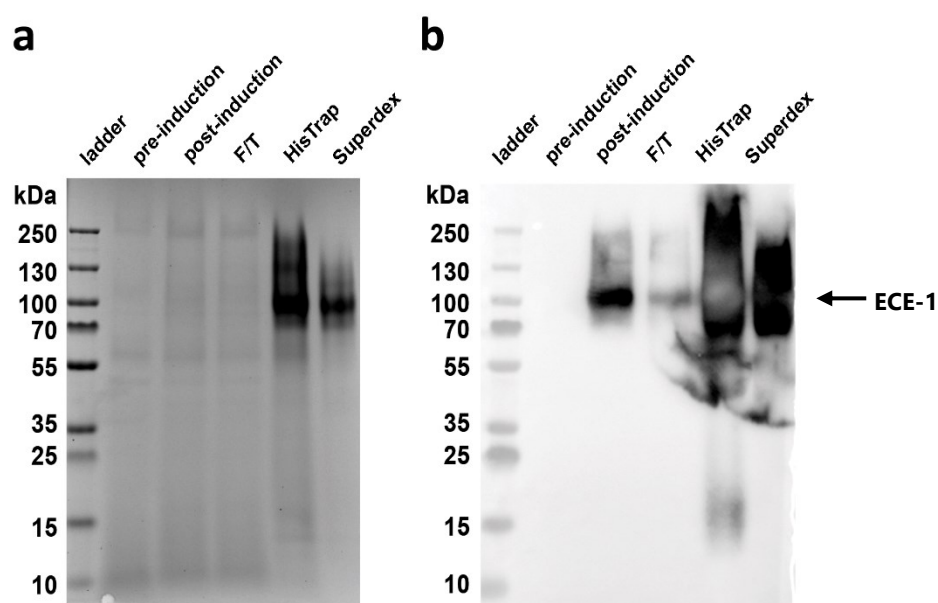 a
ladder
pre-induction
post-induction
F/T
HisTrap
Superdex
kDa
250
130
100
70
55
35
25
15
10
b
ladder
pre-induction
post-induction
F/T
HisTrap
Superdex
kDa
250
130
100
70
55
35
25
15
10
ECE-1